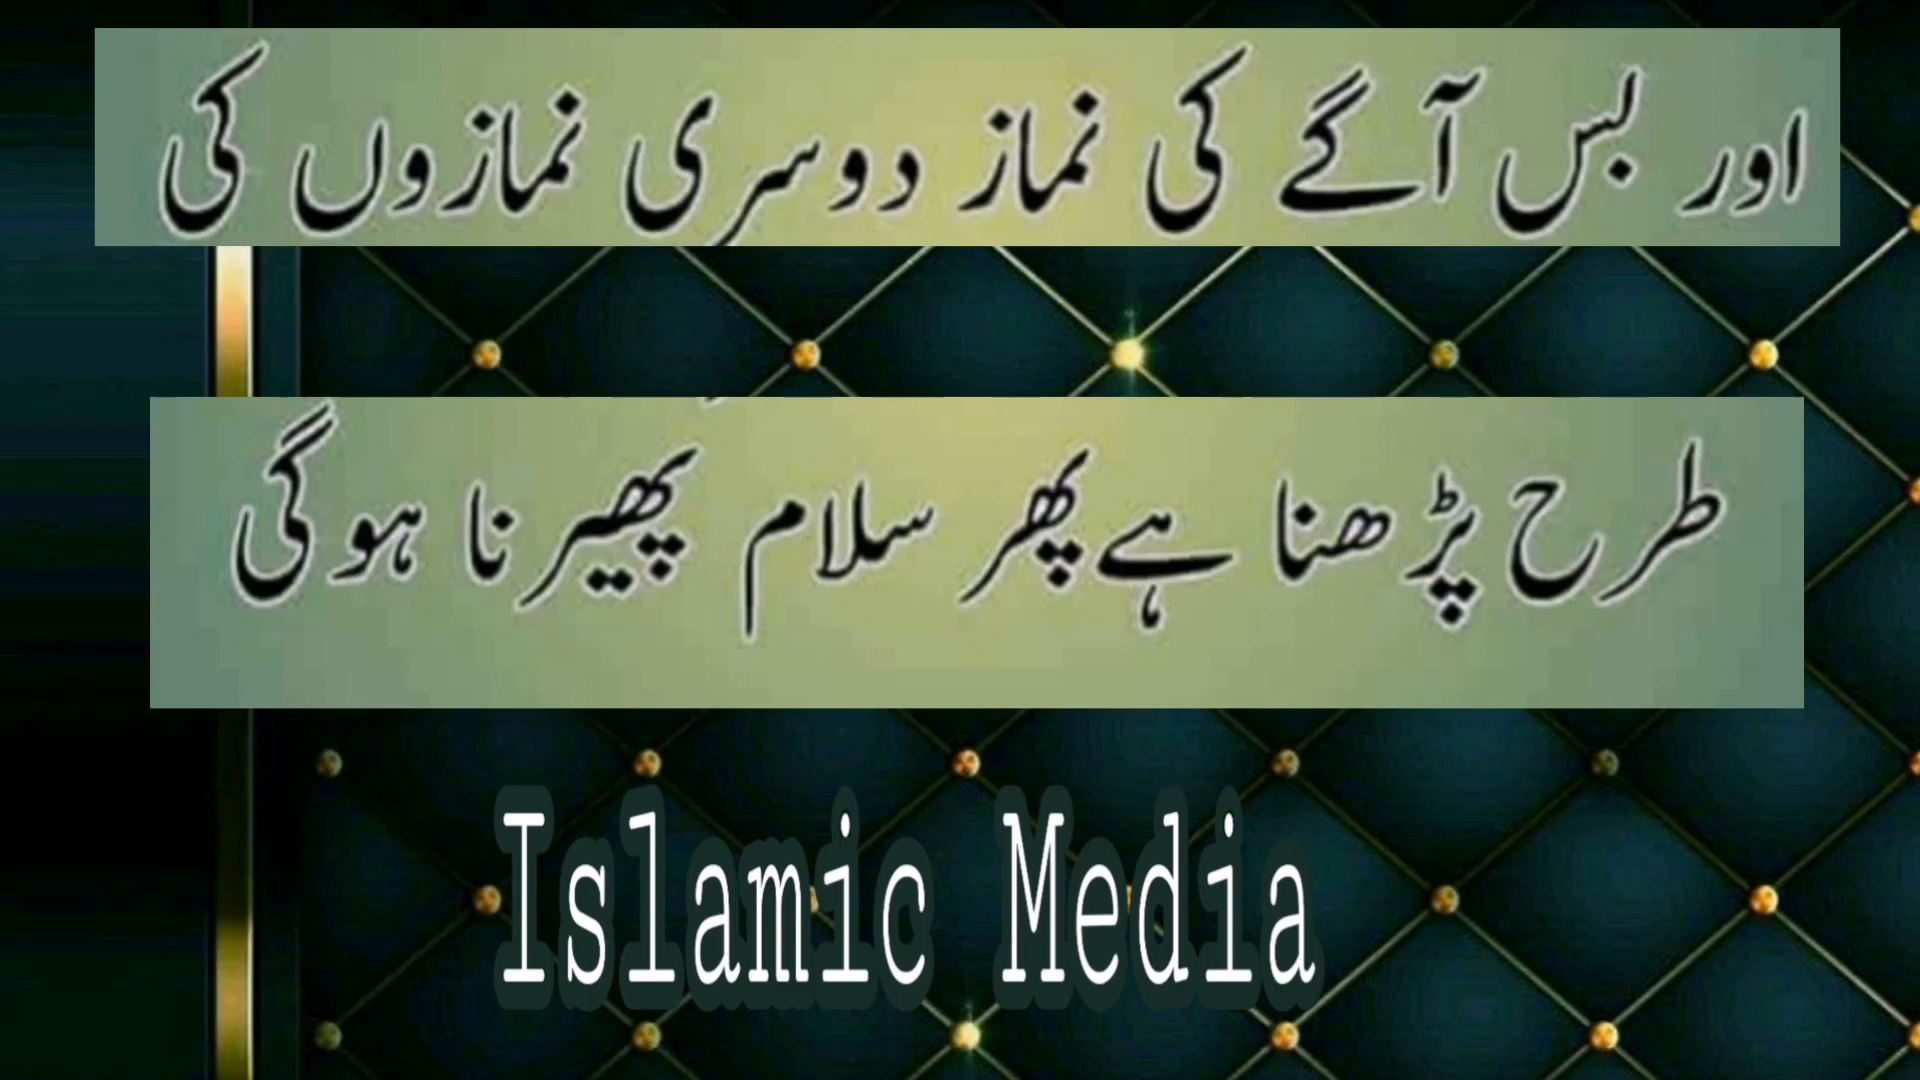 اور بس آگے کی نماز دوسری نمازوں کی
طرح پڑھنا ہے پھر سلام پھیرنا ہوگی
Islamic Media